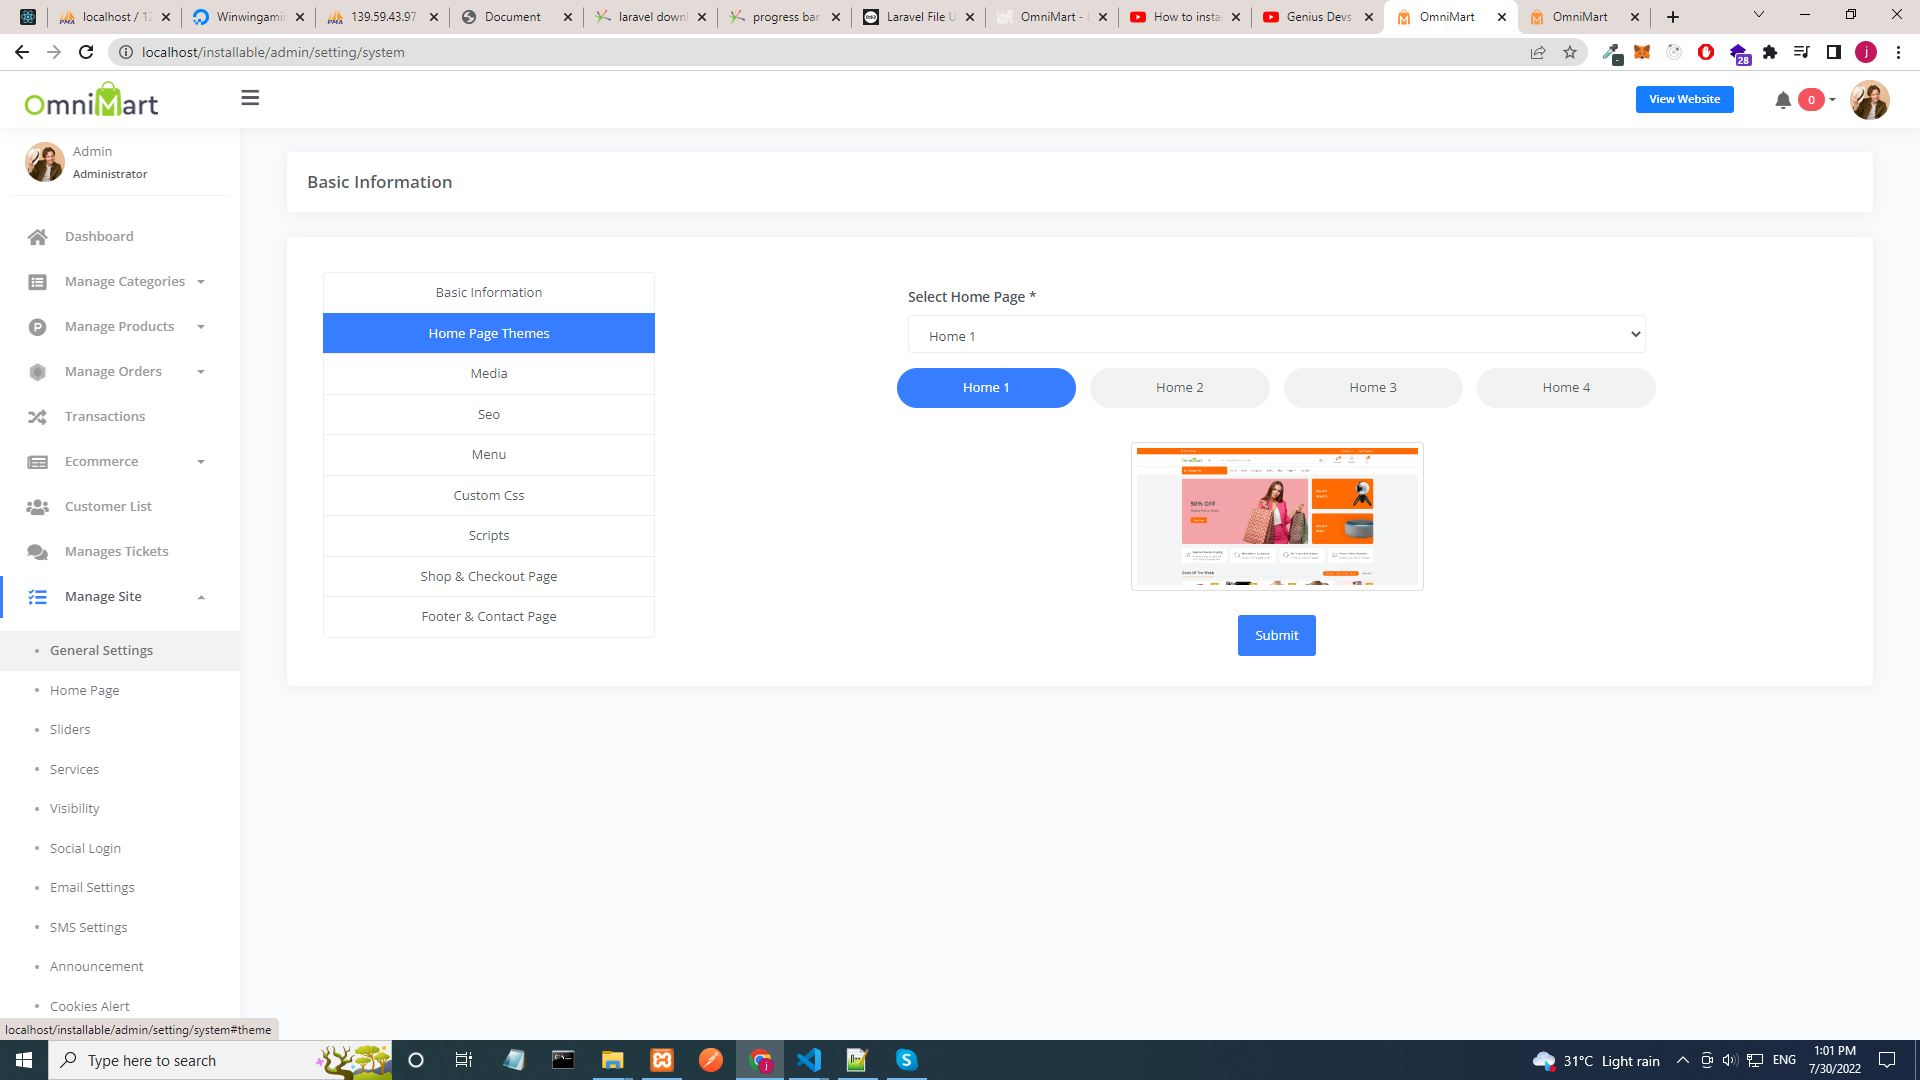 localhost / 12
Winwingamin
139.59.43.97
Document
laravel downl
progress bar
Laravel File U
OmniMart - D
How to instal
Genius Devs
OmniMart
OmniMart
localhost/installable/admin/setting/system
28
j
OmniMart
View Website
0
Admin
Administrator
Basic Information
Dashboard
Manage Categories
Manage Products
Manage Orders
Transactions
Ecommerce
Customer List
Manages Tickets
Manage Site
General Settings
Home Page
Sliders
Services
Visibility
Social Login
Email Settings
SMS Settings
Announcement
Cookies Alert
Basic Information
Home Page Themes
Media
Seo
Menu
Custom Css
Scripts
Shop & Checkout Page
Footer & Contact Page
Select Home Page *
Home 1
Home 1
Home 2
Home 3
Home 4
50% OFF
Deals Of The Week
Submit
localhost/installable/admin/setting/system#theme
Type here to search
31°C Light rain
ENG
1:01 PM
7/30/2022